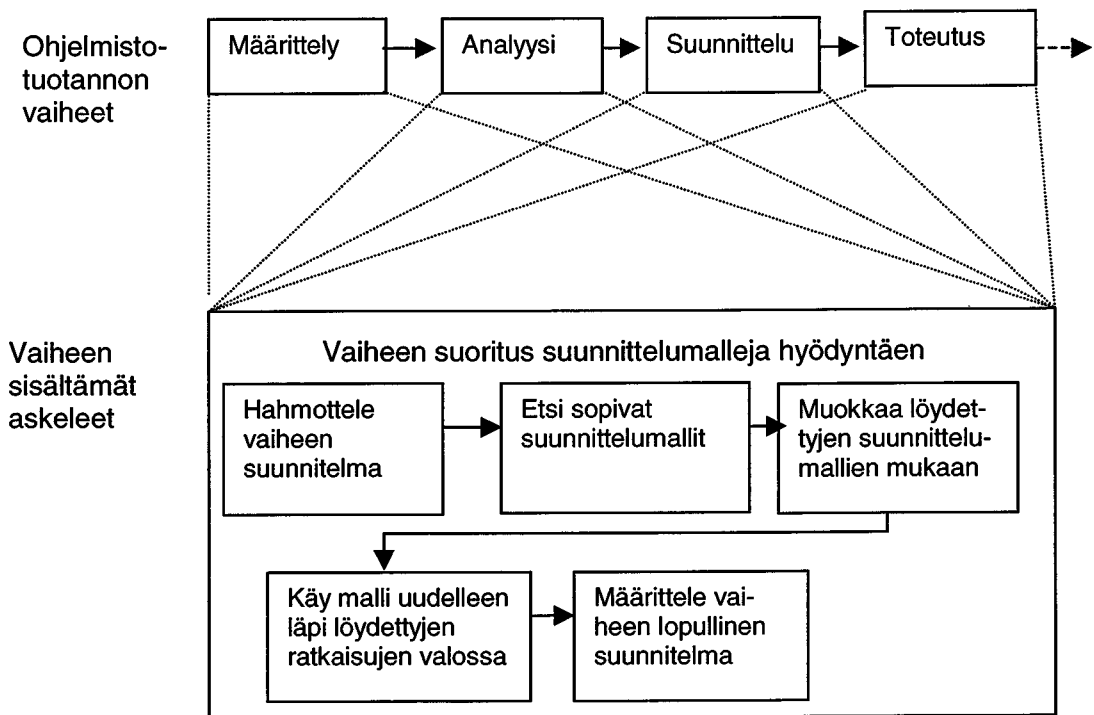 Ohjelmisto-
tuotannon
vaiheet
Määrittely
Analyysi
Suunnittelu
Toteutus
Vaiheen
sisältämät
askeleet
Vaiheen suoritus suunnittelumalleja hyödyntäen
Hahmottele
vaiheen
suunnitelma
Etsi sopivat
suunnittelumallit
Muokkaa löydet-
tyjen suunnittelu-
mallien mukaan
Käy malli uudelleen
läpi löydettyjen
ratkaisujen valossa
Määrittele vai-
heen lopullinen
suunnitelma